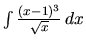 ∫ (x−1)³/√x dx